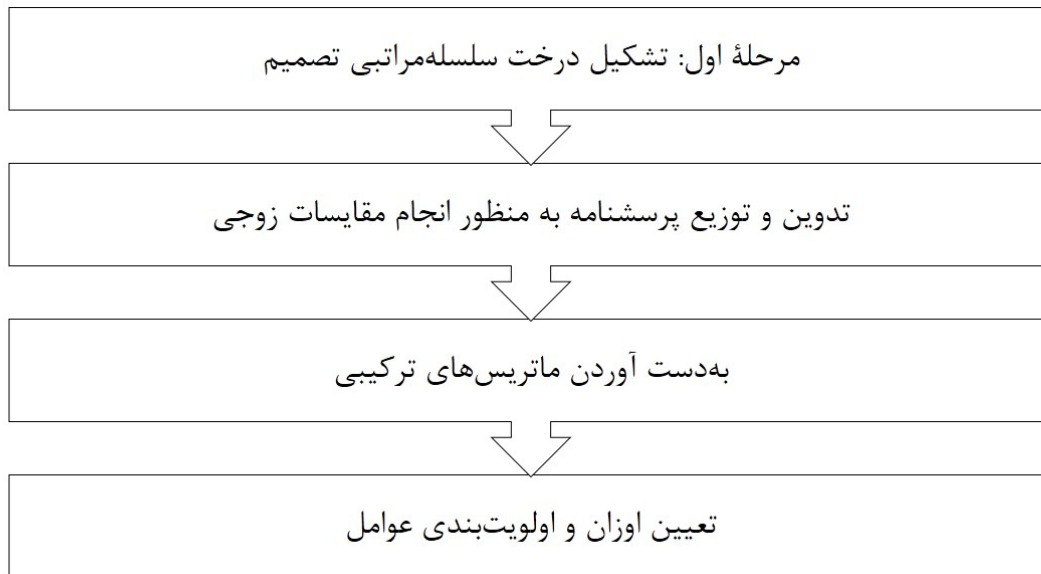 مرحلهٔ اول: تشکیل درخت سلسله‌مراتبی تصمیم
تدوین و توزیع پرسشنامه به منظور انجام مقایسات زوجی
به‌دست آوردن ماتریس‌های ترکیبی
تعیین اوزان و اولویت‌بندی عوامل